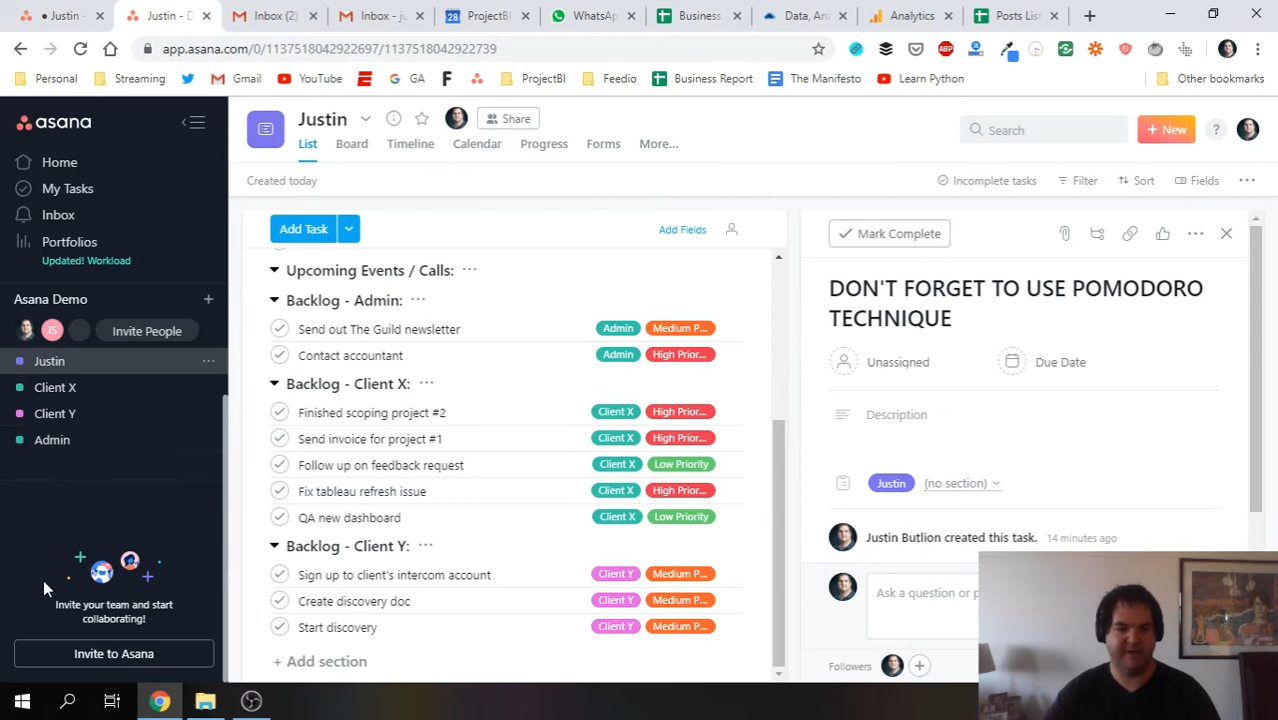 Justin -
Justin - D
Inbox (2)
Inbox - ju
28
ProjectBI
WhatsAp
Business
Data, Ana
Analytics
Posts List
app.asana.com/0/1137518042922697/1137518042922739
ABP
Personal
Streaming
Gmail
YouTube
GA
ProjectBI
Feedio
Business Report
The Manifesto
Learn Python
Other bookmarks
asana
Home
My Tasks
Inbox
Portfolios
Updated! Workload
Asana Demo
JS
Invite People
Justin
Client X
Client Y
Admin
Invite your team and start
collaborating!
Invite to Asana
Justin
Share
List
Board
Timeline
Calendar
Progress
Forms
More...
Search
+ New
?
Created today
Incomplete tasks
Filter
Sort
Fields
Add Task
Add Fields
Upcoming Events / Calls:
Backlog - Admin:
Send out The Guild newsletter
Admin
Medium P...
Contact accountant
Admin
High Prior...
Backlog - Client X:
Finished scoping project #2
Client X
High Prior...
Send invoice for project #1
Client X
High Prior...
Follow up on feedback request
Client X
Low Priority
Fix tableau refresh issue
Client X
High Prior...
QA new dashboard
Client X
Low Priority
Backlog - Client Y:
Sign up to client's intercom account
Client Y
Medium P...
Create discovery doc
Client Y
Medium P...
Start discovery
Client Y
Medium P...
+ Add section
Mark Complete
DON'T FORGET TO USE POMODORO
TECHNIQUE
Unassigned
Due Date
Description
Justin
(no section)
Justin Butlion created this task.
14 minutes ago
Ask a question or p
Followers